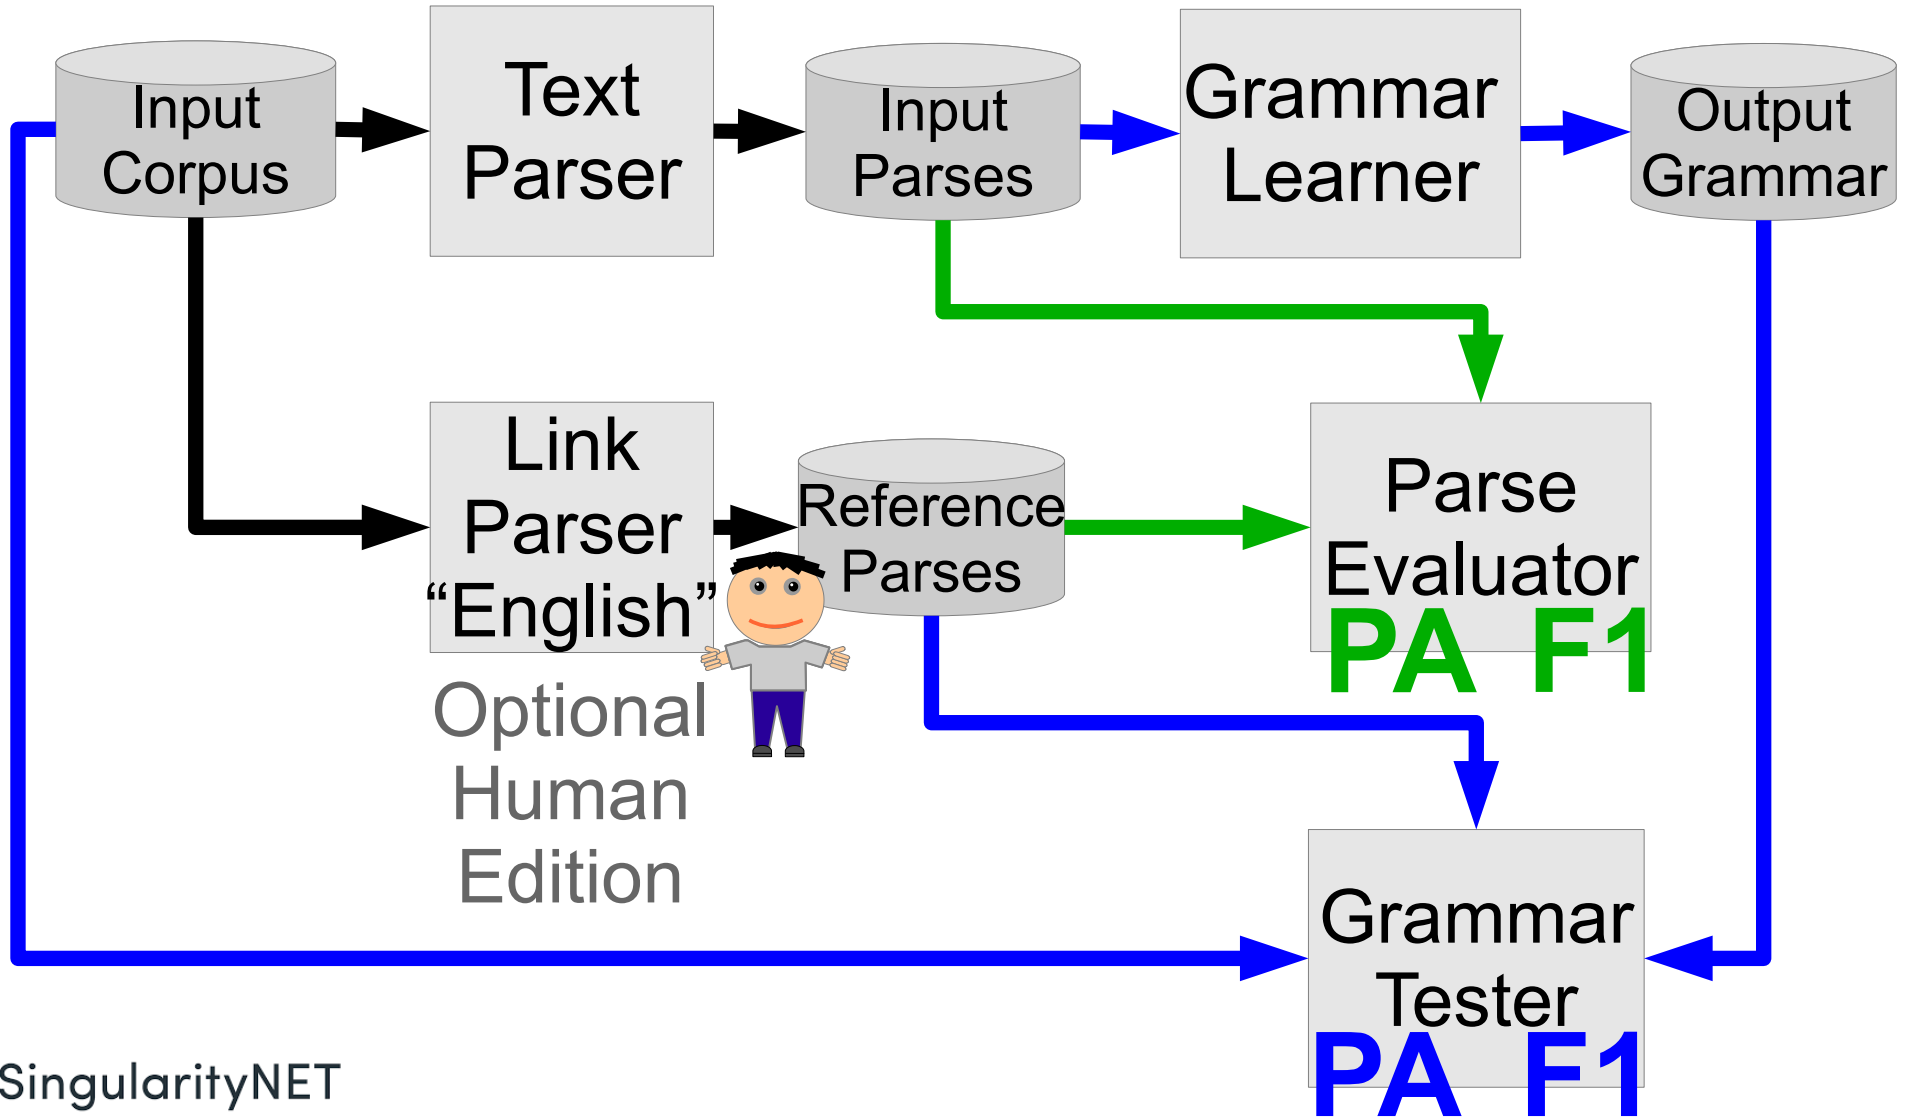 Input
Corpus
Text
Parser
Input
Parses
Grammar
Learner
Output
Grammar
Link
Parser
“English”
Reference
Parses
Parse
Evaluator
PA F1
Optional
Human
Edition
Grammar
Tester
PA F1
SingularityNET